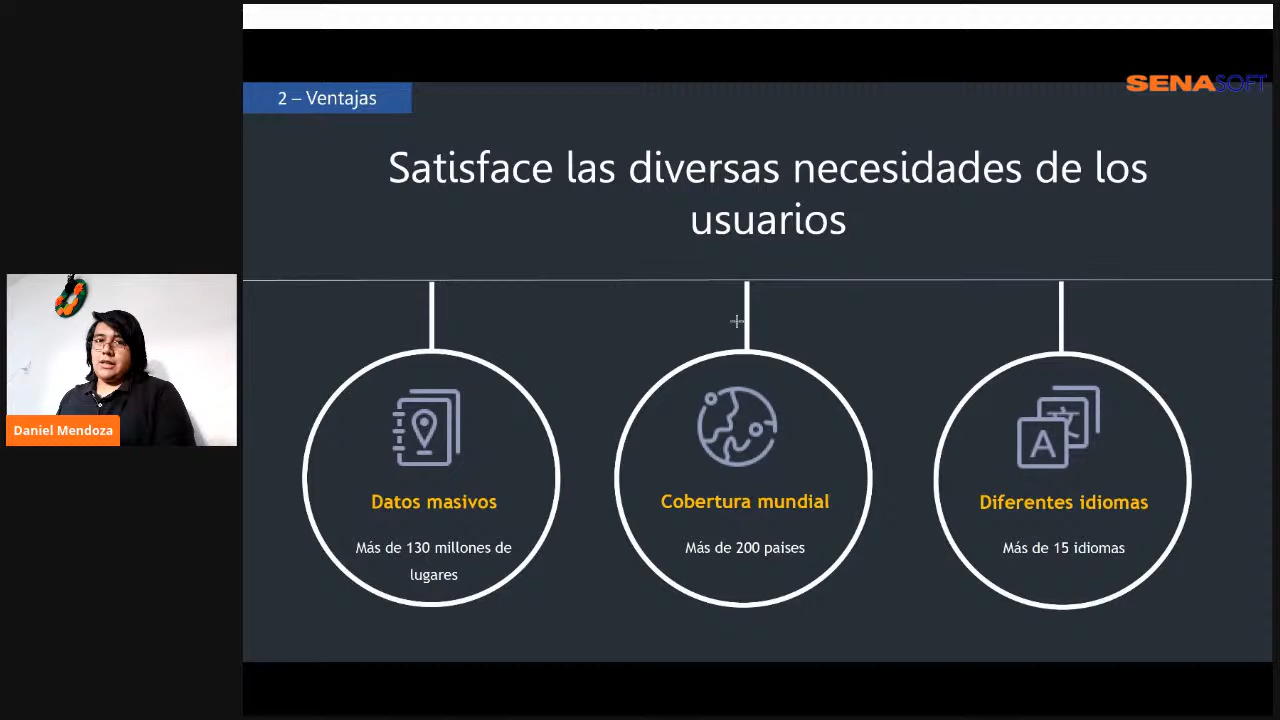 2 – Ventajas
SENASOFT
Satisface las diversas necesidades de los
usuarios
Daniel Mendoza
A
文
Datos masivos
Más de 130 millones de
lugares
Cobertura mundial
Más de 200 paises
Diferentes idiomas
Más de 15 idiomas